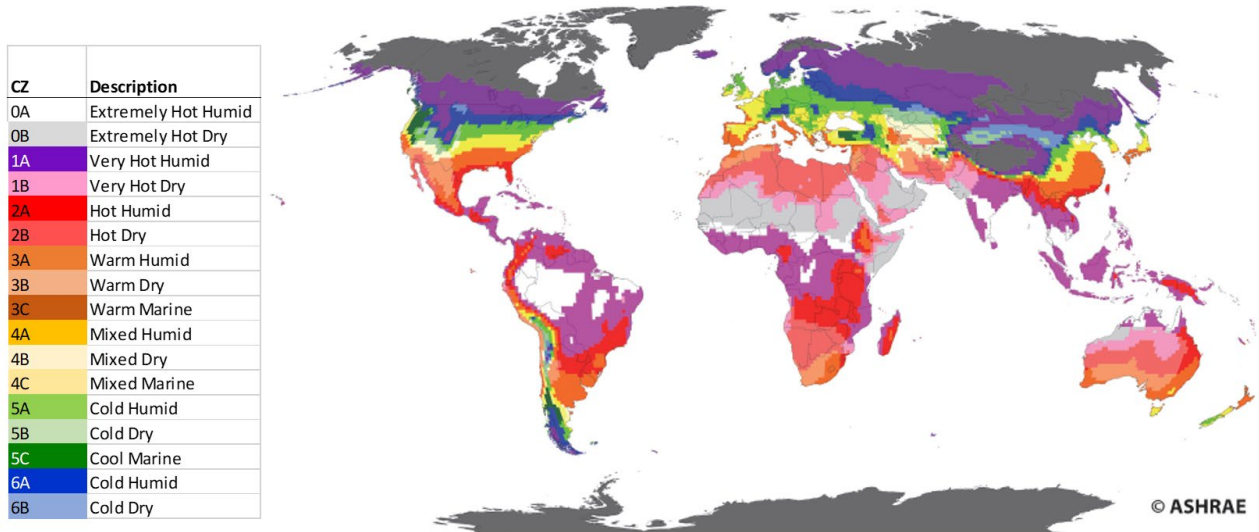 CZ Description
0A Extremely Hot Humid
0B Extremely Hot Dry
1A Very Hot Humid
1B Very Hot Dry
2A Hot Humid
2B Hot Dry
3A Warm Humid
3B Warm Dry
3C Warm Marine
4A Mixed Humid
4B Mixed Dry
4C Mixed Marine
5A Cold Humid
5B Cold Dry
5C Cool Marine
6A Cold Humid
6B Cold Dry
© ASHRAE